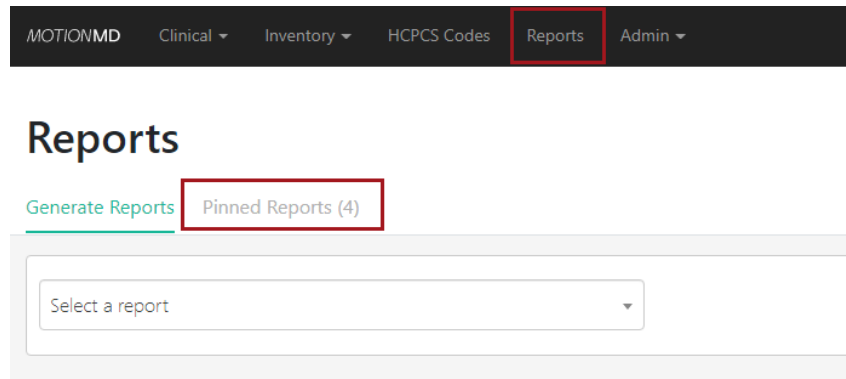 MOTIONMD Clinical Inventory HCPCS Codes Reports Admin
Reports
Generate Reports Pinned Reports (4)
Select a report